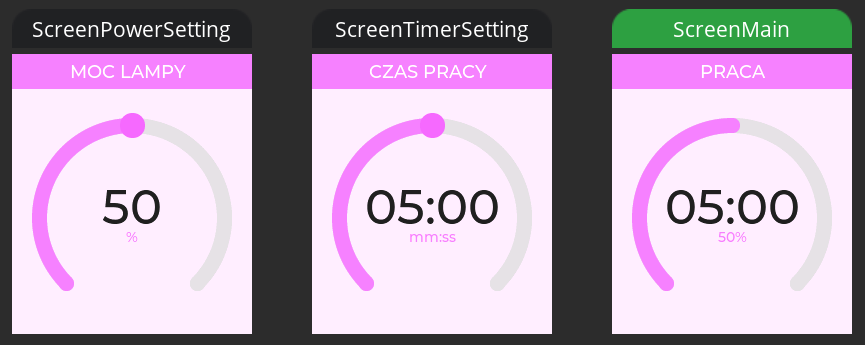 ScreenPowerSetting
MOC LAMPY
50
%
ScreenTimerSetting
CZAS PRACY
05:00
mm:ss
ScreenMain
PRACA
05:00
50%